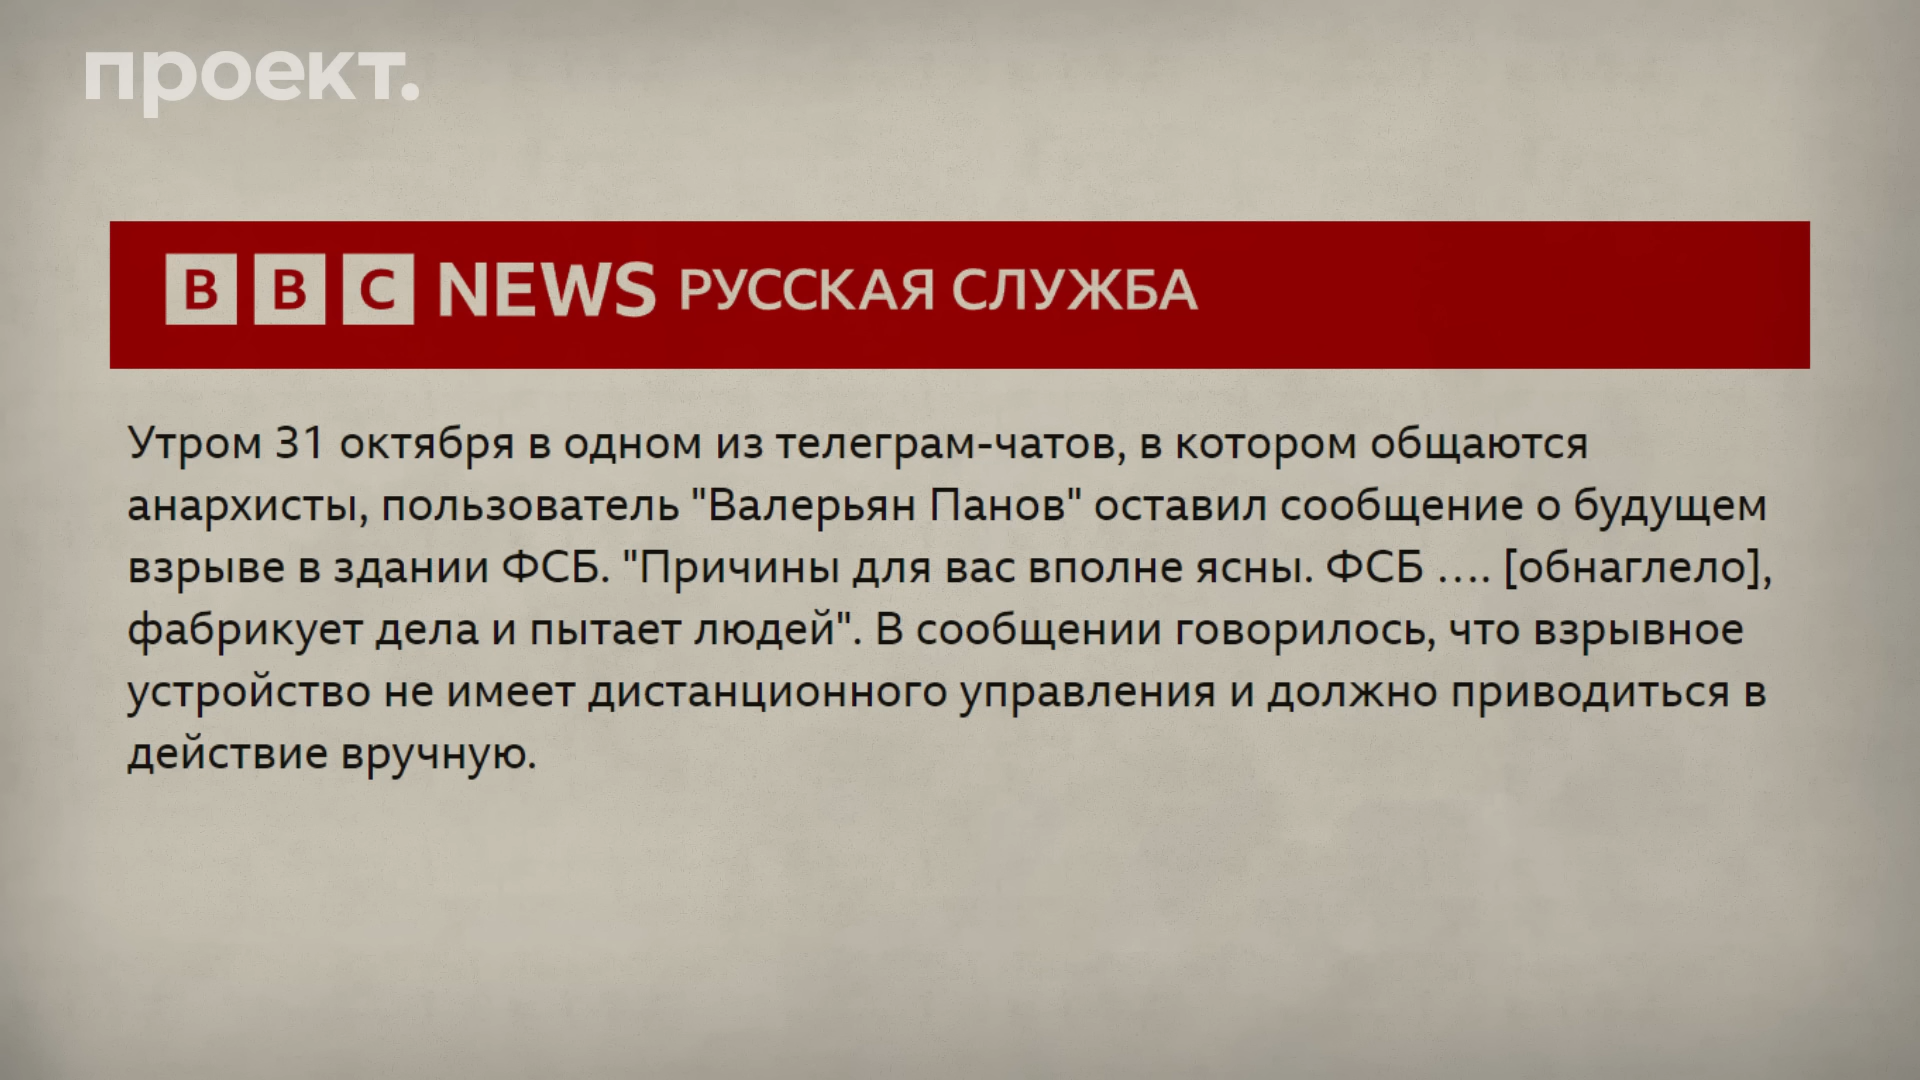 проект.
BBC NEWS РУССКАЯ СЛУЖБА
Утром 31 октября в одном из телеграм-чатов, в котором общаются
анархисты, пользователь "Валерьян Панов" оставил сообщение о будущем
взрыве в здании ФСБ. "Причины для вас вполне ясны. ФСБ .... [обнаглело],
фабрикует дела и пытает людей". В сообщении говорилось, что взрывное
устройство не имеет дистанционного управления и должно приводиться в
действие вручную.